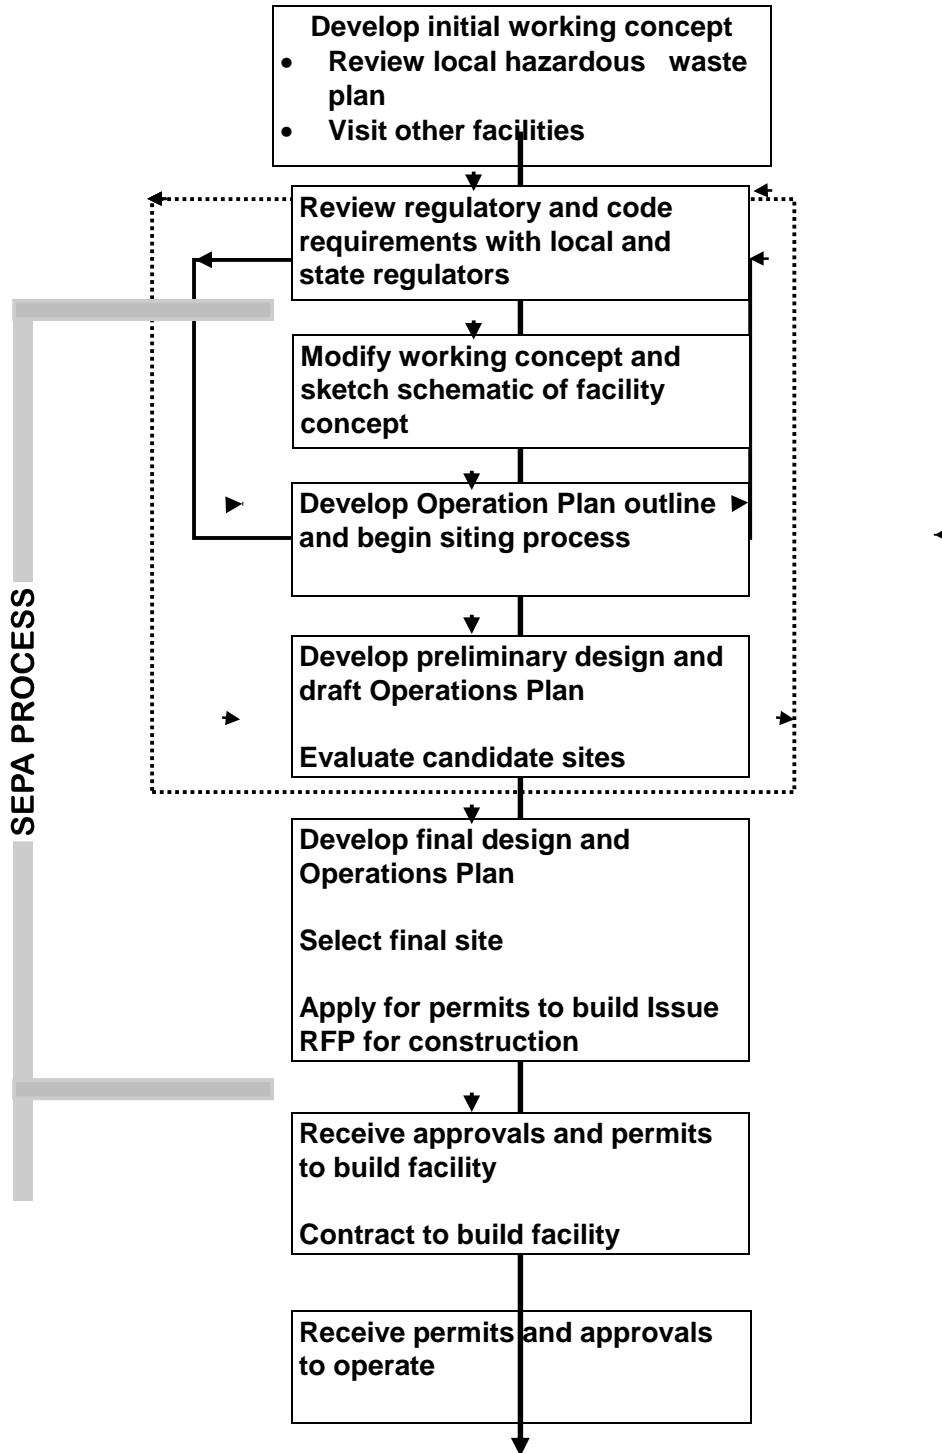 Develop initial working concept
• Review local hazardous waste
plan
• Visit other facilities
Review regulatory and code
requirements with local and
state regulators
Modify working concept and
sketch schematic of facility
concept
Develop Operation Plan outline
and begin siting process
SEPA PROCESS
Develop preliminary design and
draft Operations Plan
Evaluate candidate sites
Develop final design and
Operations Plan
Select final site
Apply for permits to build Issue
RFP for construction
Receive approvals and permits
to build facility
Contract to build facility
Receive permits and approvals
to operate